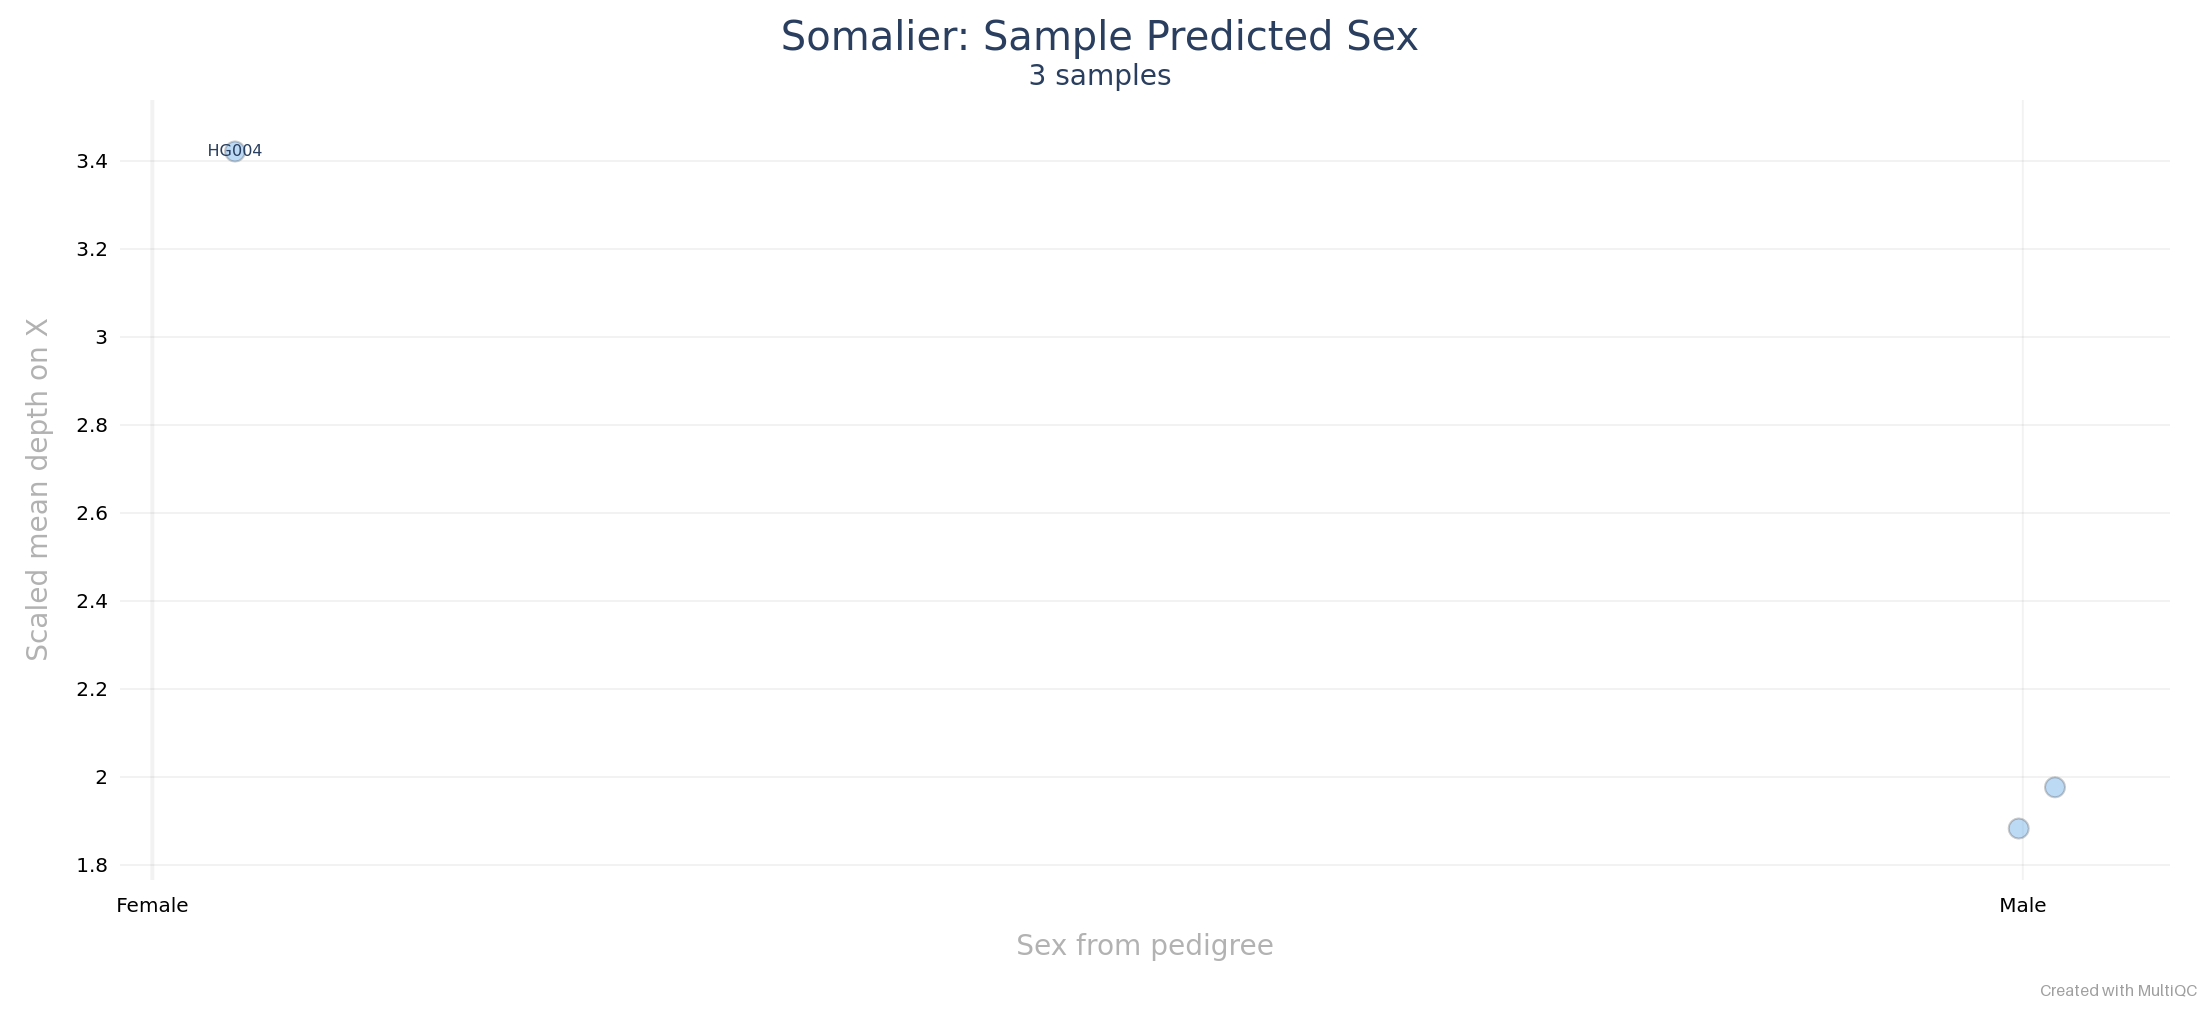 Somalier: Sample Predicted Sex
3 samples
Scaled mean depth on X
3.4
3.2
3
2.8
2.6
2.4
2.2
2
1.8
HG004
Female
Male
Sex from pedigree
Created with MultiQC